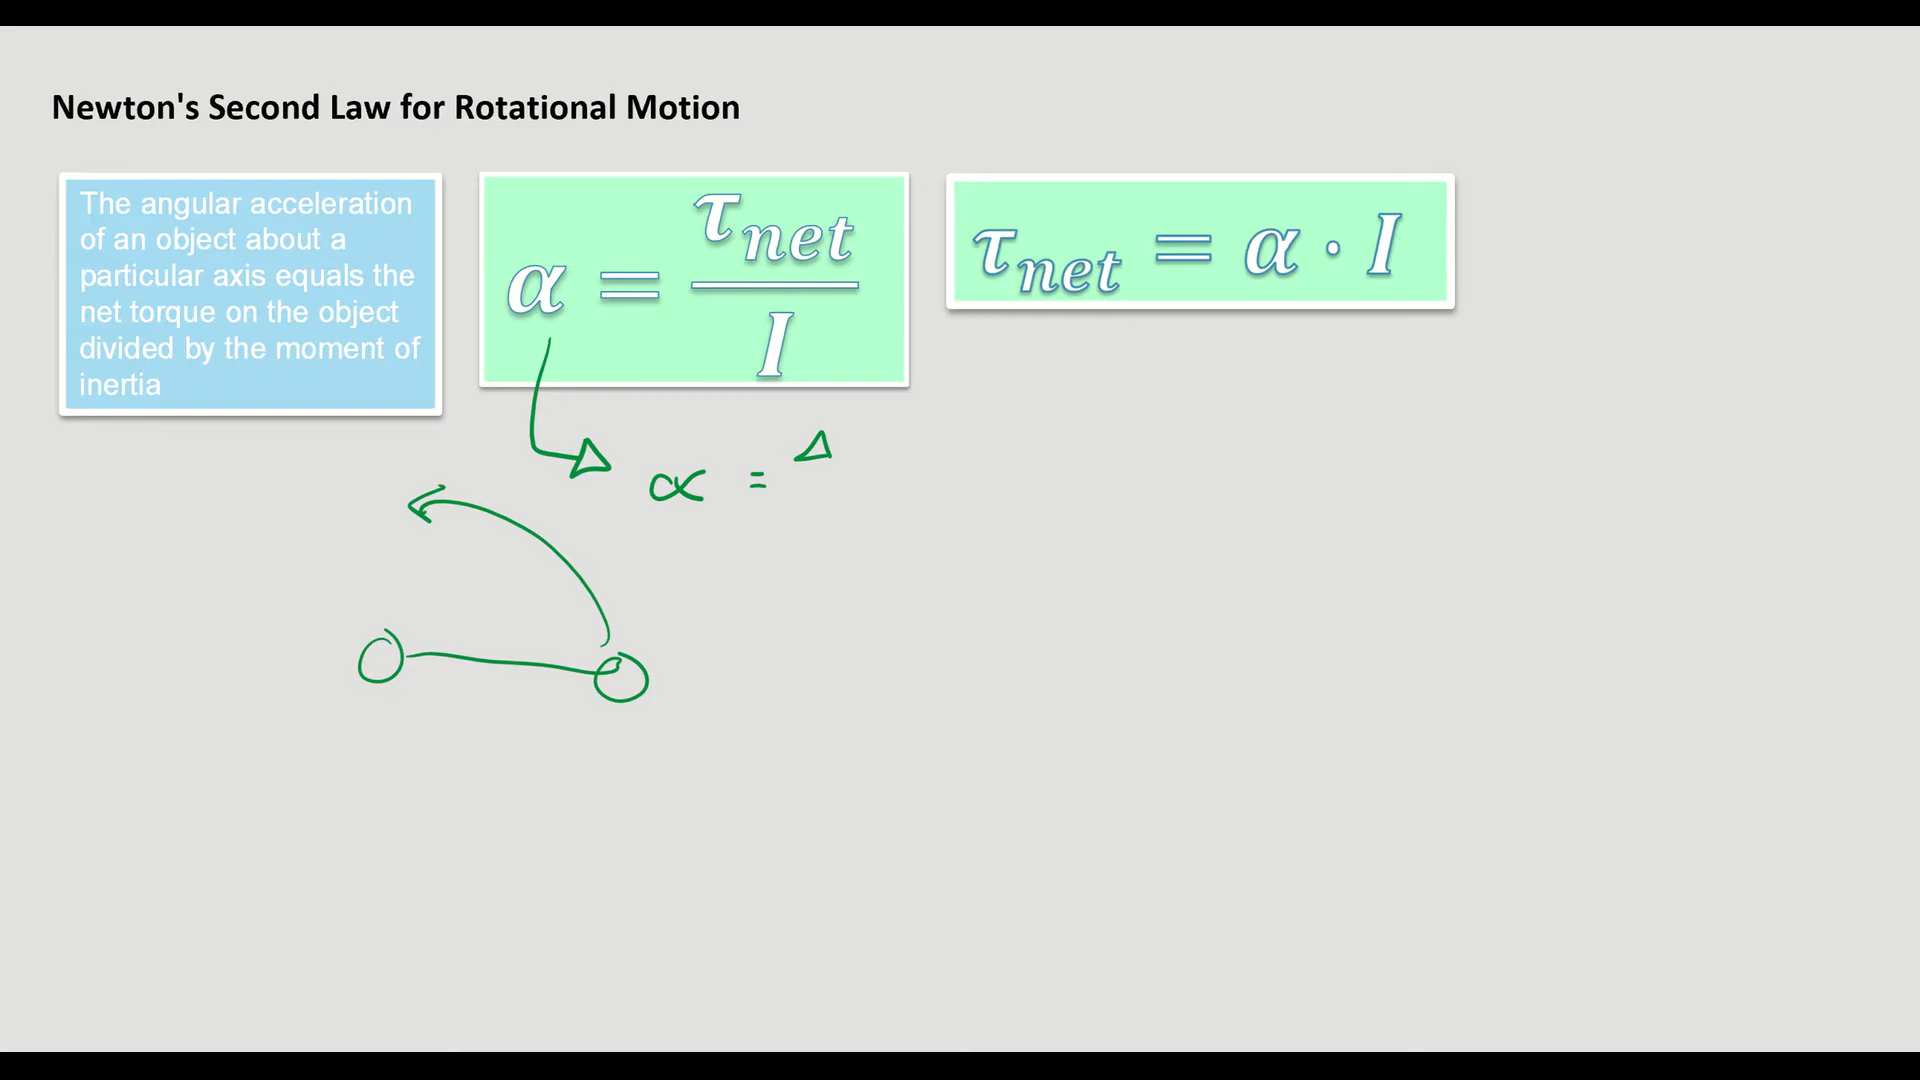 Newton's Second Law for Rotational Motion
The angular acceleration
of an object about a
particular axis equals the
net torque on the object
divided by the moment of
inertia
α = τnet / I
τnet = α · I
α = Δ